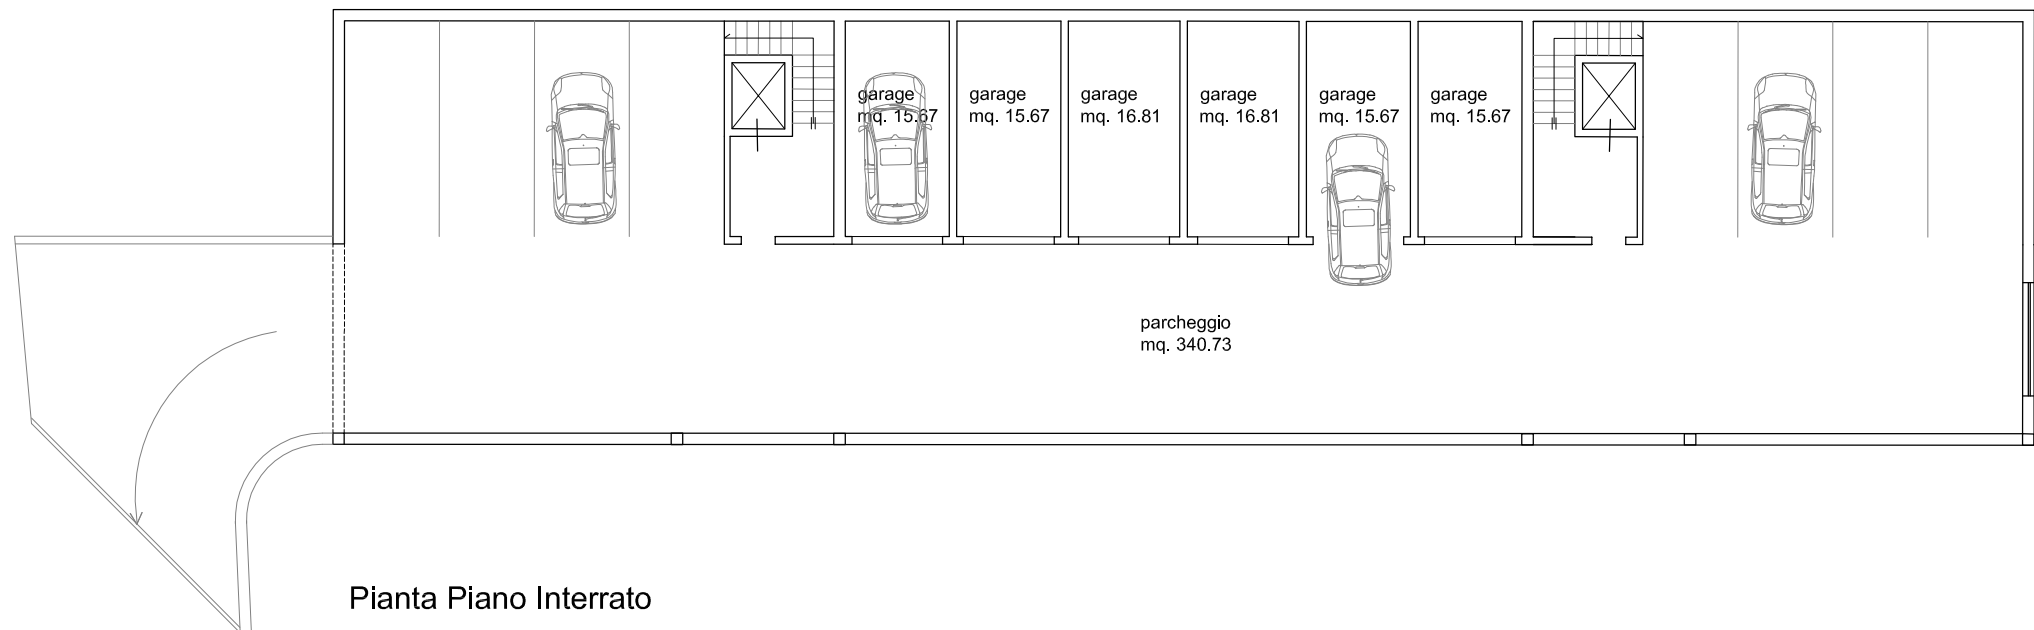 garage
mq. 15.67
garage
mq. 15.67
garage
mq. 16.81
garage
mq. 16.81
garage
mq. 15.67
garage
mq. 15.67
parcheggio
mq. 340.73
Pianta Piano Interrato